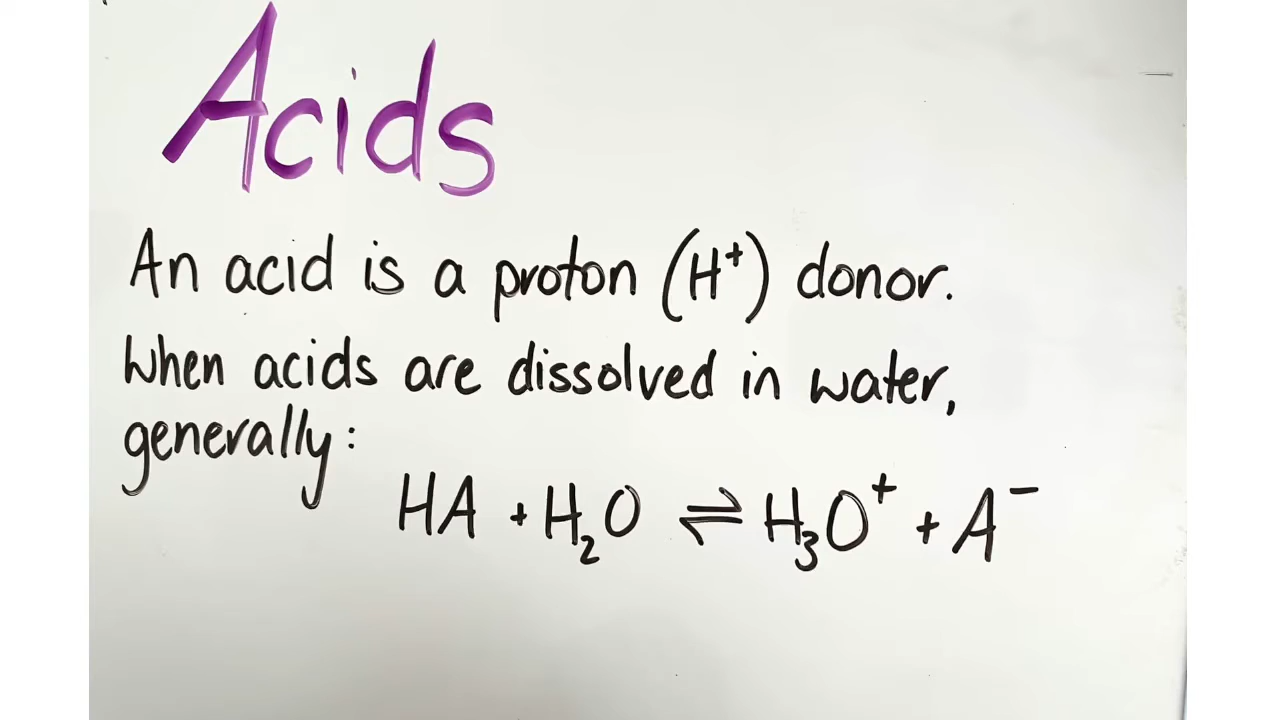 Acids
An acid is a proton (H⁺) donor.
When acids are dissolved in water,
generally:
HA + H₂O ⇌ H₃O⁺ + A⁻